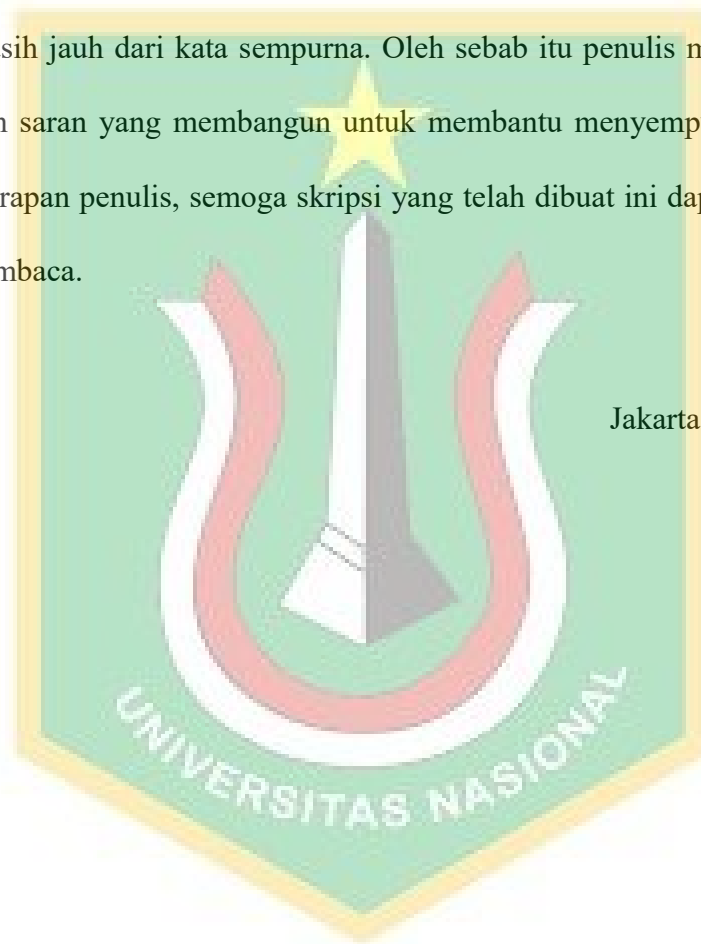 sih jauh dari kata sempurna. Oleh sebab itu penulis m
n saran yang membangun untuk membantu menyemp
rapan penulis, semoga skripsi yang telah dibuat ini dap
mbaca.
Jakarta
UNIVERSITAS NASIONAL